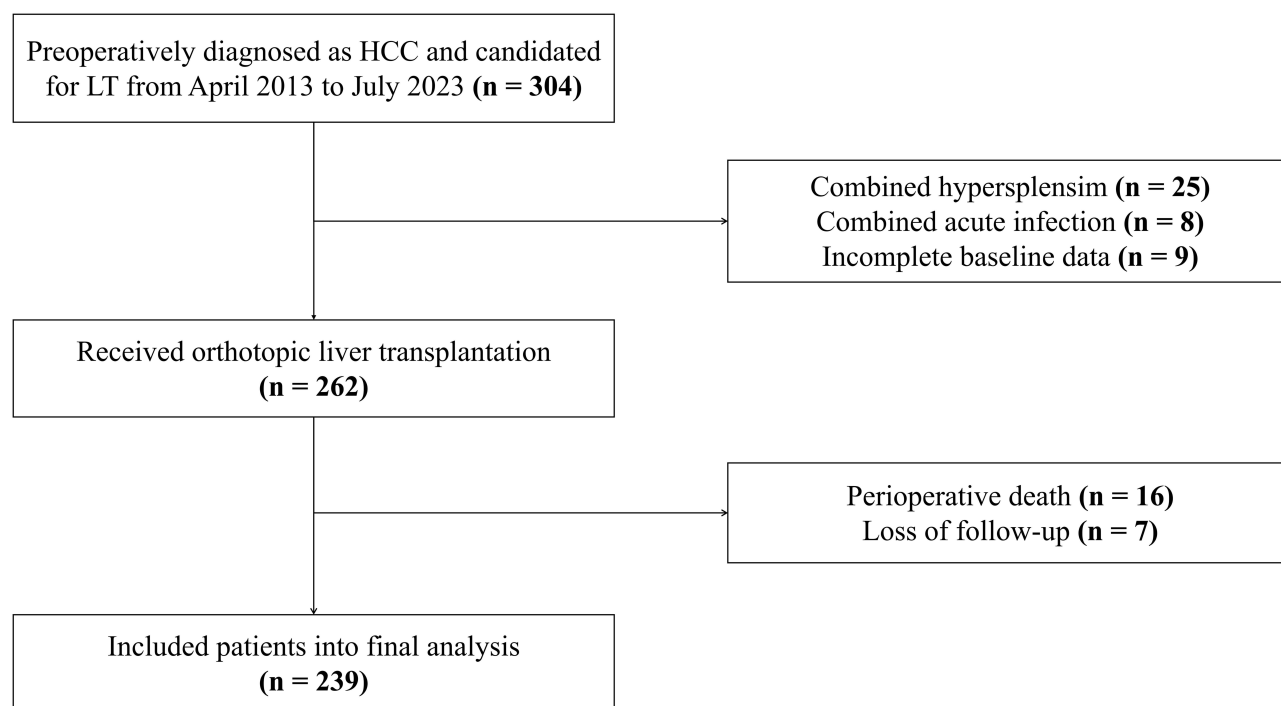 Preoperatively diagnosed as HCC and candidated
for LT from April 2013 to July 2023 (n = 304)
Combined hypersplensim (n = 25)
Combined acute infection (n = 8)
Incomplete baseline data (n = 9)
Received orthotopic liver transplantation
(n = 262)
Perioperative death (n = 16)
Loss of follow-up (n = 7)
Included patients into final analysis
(n = 239)